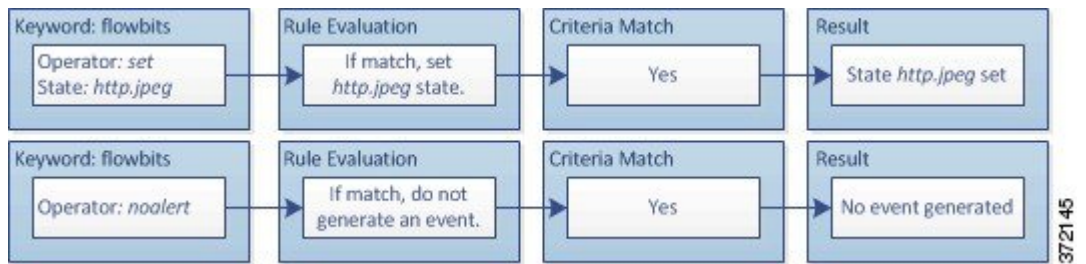 Keyword: flowbits
Operator: set
State: http.jpeg
Rule Evaluation
If match, set
http.jpeg state.
Criteria Match
Yes
Result
State http.jpeg set
Keyword: flowbits
Operator: noalert
Rule Evaluation
If match, do not
generate an event.
Criteria Match
Yes
Result
No event generated
372145